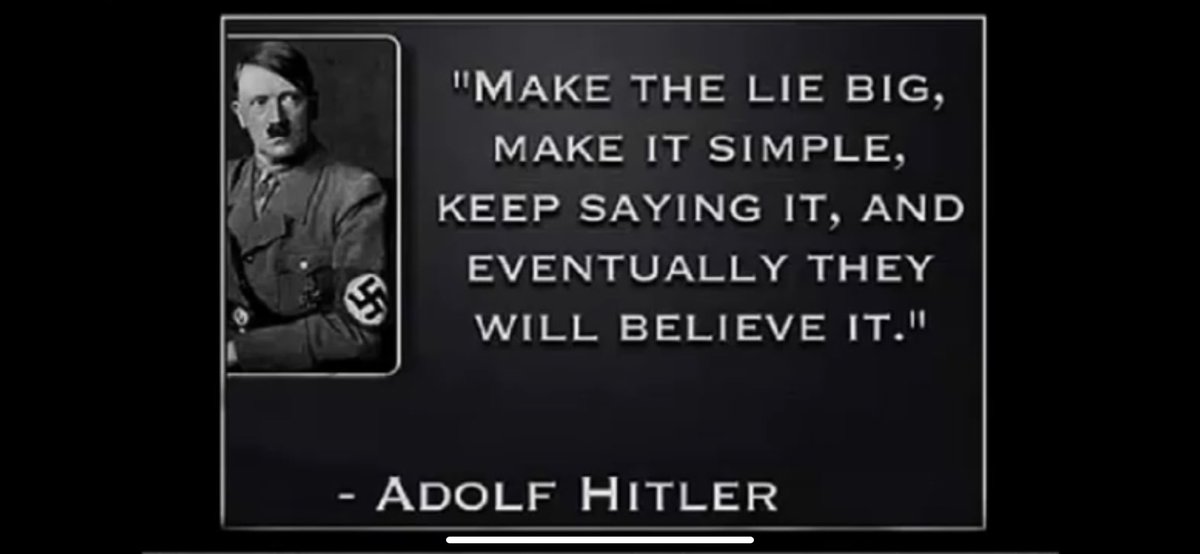 "MAKE THE LIE BIG,
MAKE IT SIMPLE,
KEEP SAYING IT, AND
EVENTUALLY THEY
WILL BELIEVE IT."
- ADOLF HITLER